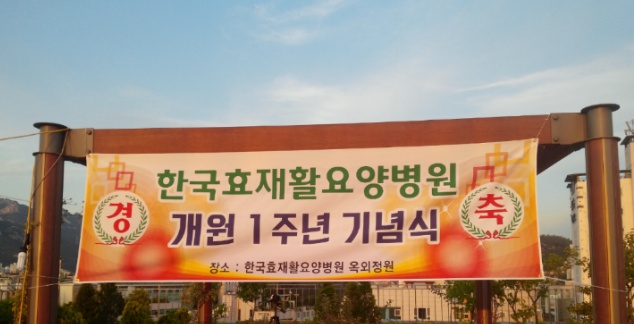 한국효재활요양병원
경 개원 1주년 기념식 축
장소 : 한국효재활요양병원 옥외정원